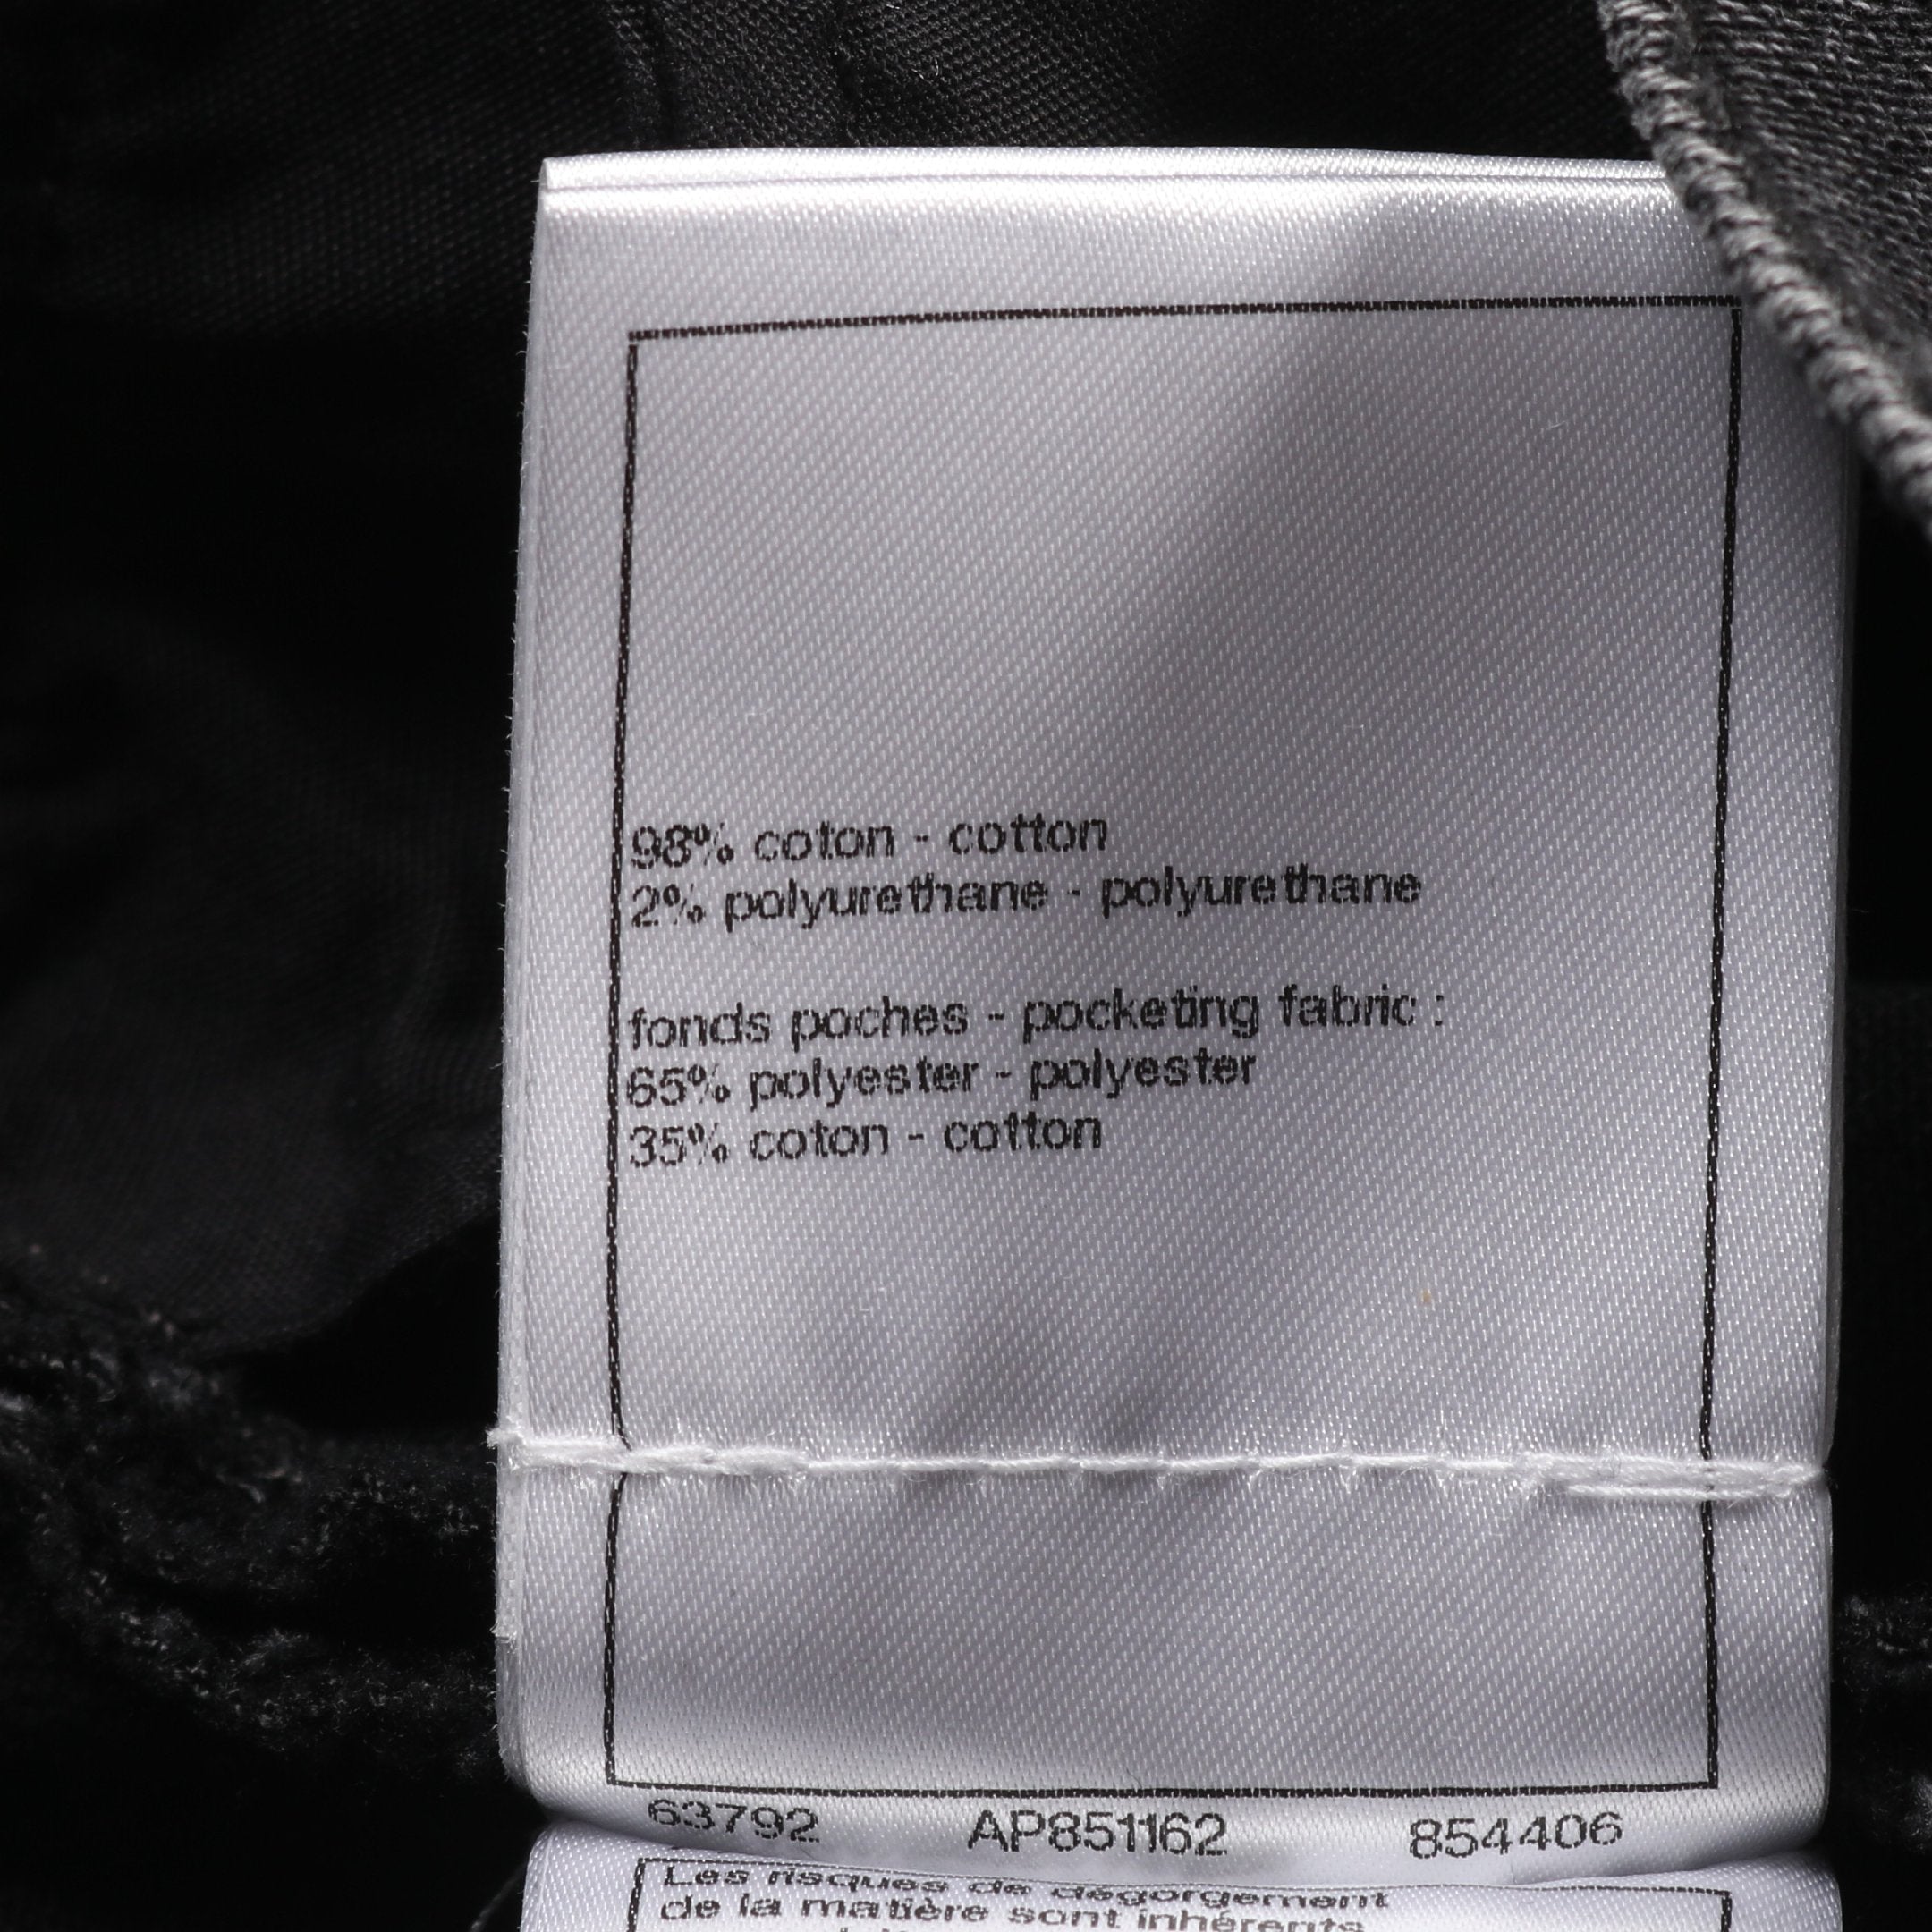 98% coton - cotton
2% polyurethane - polyurethane
fonds poches - pocketing fabric :
65% polyester - polyester
35% coton - cotton
63792 AP851162 854406
Les risques de dégorgement
de la matière sont inhérents